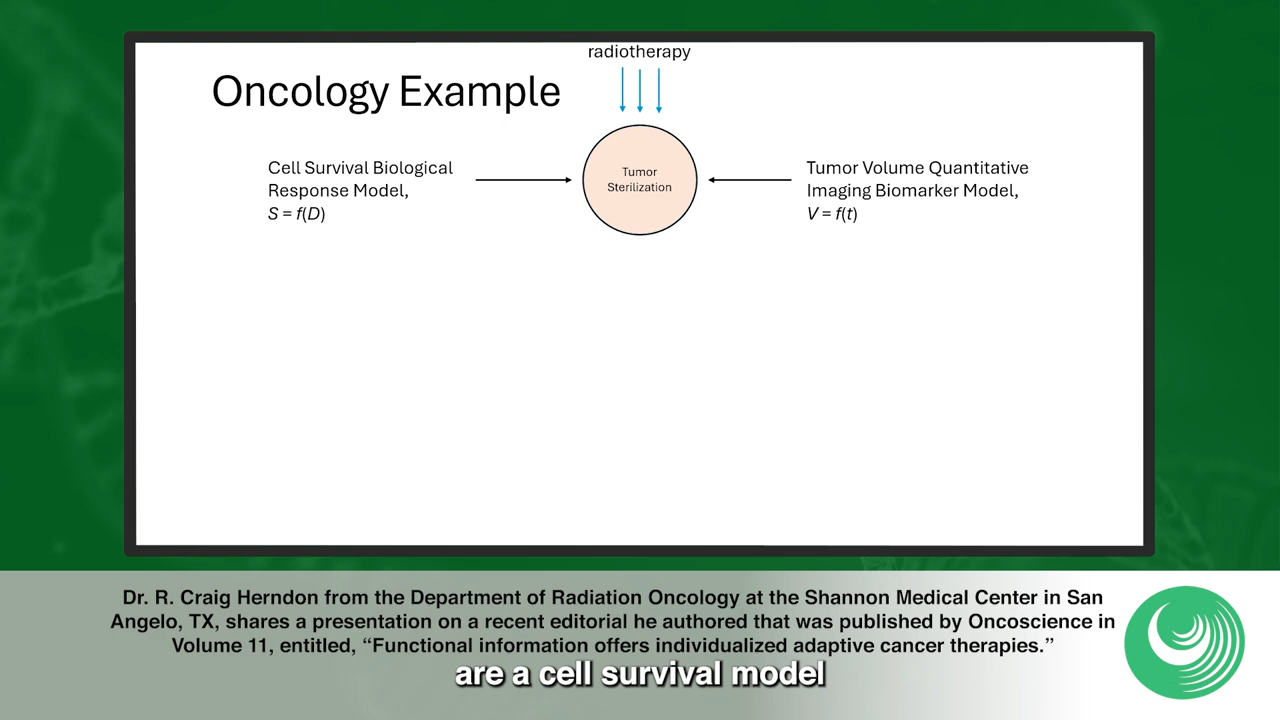 radiotherapy
Oncology Example
Cell Survival Biological
Response Model,
S = f(D)
Tumor
Sterilization
Tumor Volume Quantitative
Imaging Biomarker Model,
V = f(t)
Dr. R. Craig Herndon from the Department of Radiation Oncology at the Shannon Medical Center in San
Angelo, TX, shares a presentation on a recent editorial he authored that was published by Oncoscience in
Volume 11, entitled, “Functional information offers individualized adaptive cancer therapies.”
are a cell survival model